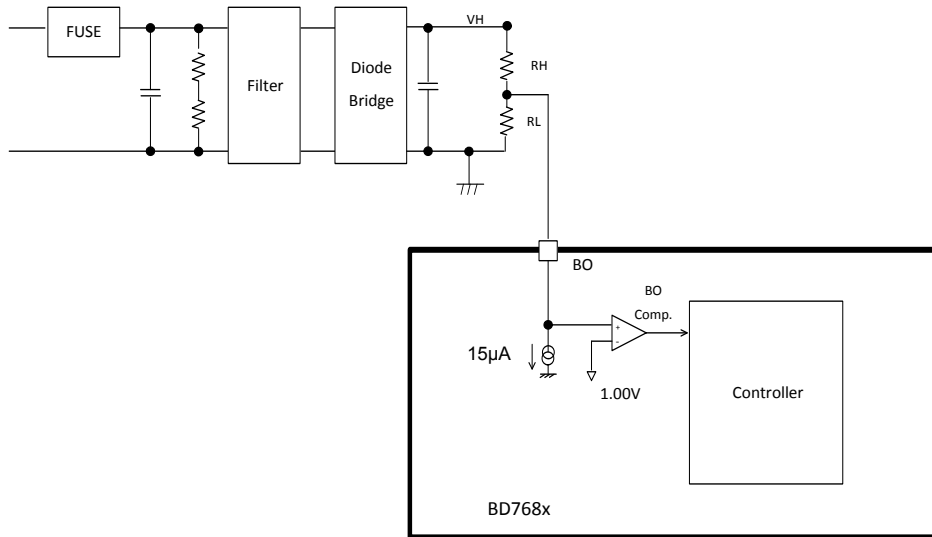 FUSE
VH
RH
Filter
Diode
Bridge
RL
BO
BO
Comp.
+
-
15µA
1.00V
Controller
BD768x